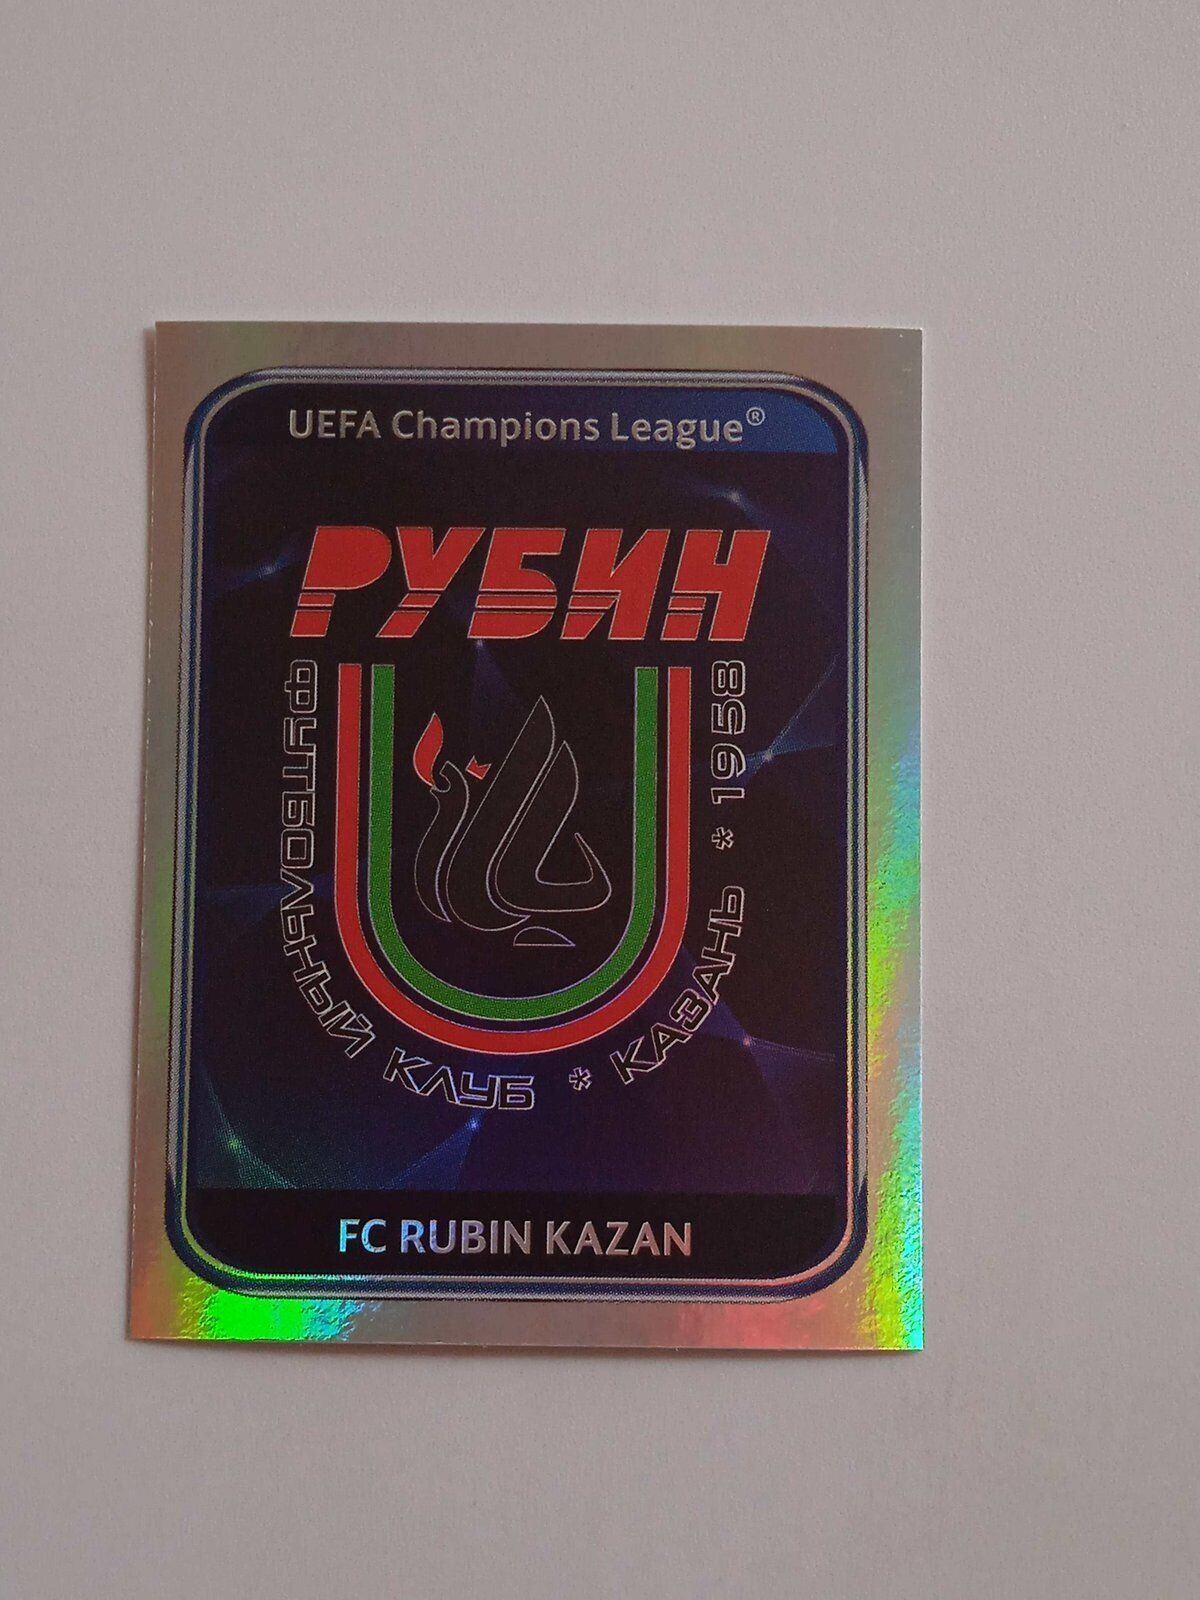 UEFA Champions League®
РУБИН
ФУТБОЛЬНЫЙ КЛУБ * КАЗАНЬ * 1958
FC RUBIN KAZAN